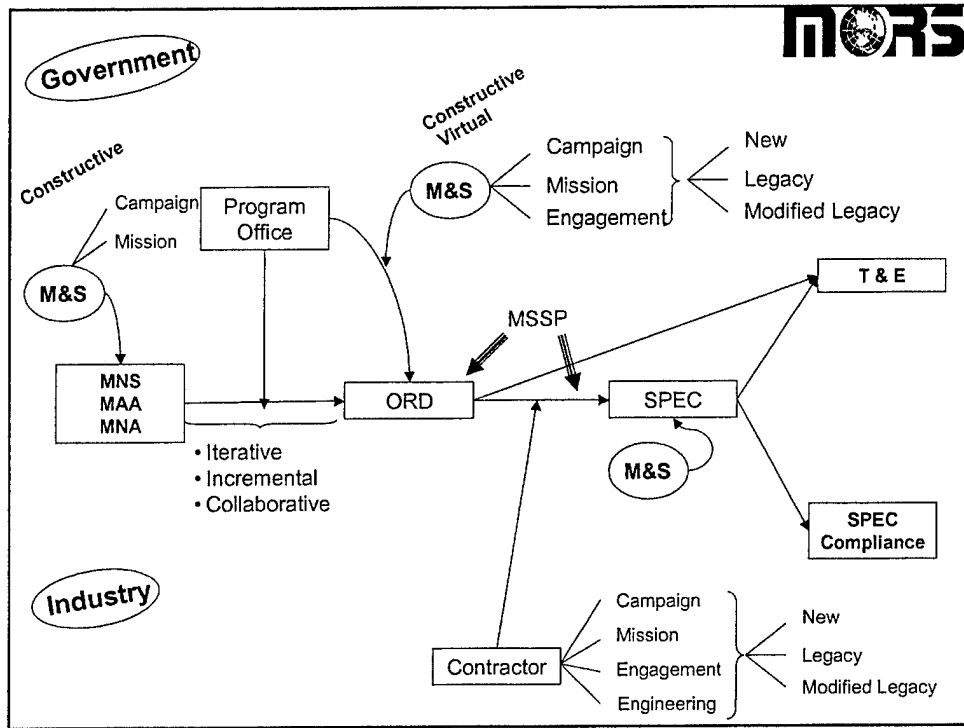 MORS
Government
Constructive
Virtual
Constructive
M&S
Campaign
Mission
Engagement
New
Legacy
Modified Legacy
Campaign
Mission
M&S
Program
Office
T & E
MSSP
MNS
MAA
MNA
ORD
SPEC
• Iterative
• Incremental
• Collaborative
M&S
SPEC
Compliance
Industry
Contractor
Campaign
Mission
Engagement
Engineering
New
Legacy
Modified Legacy